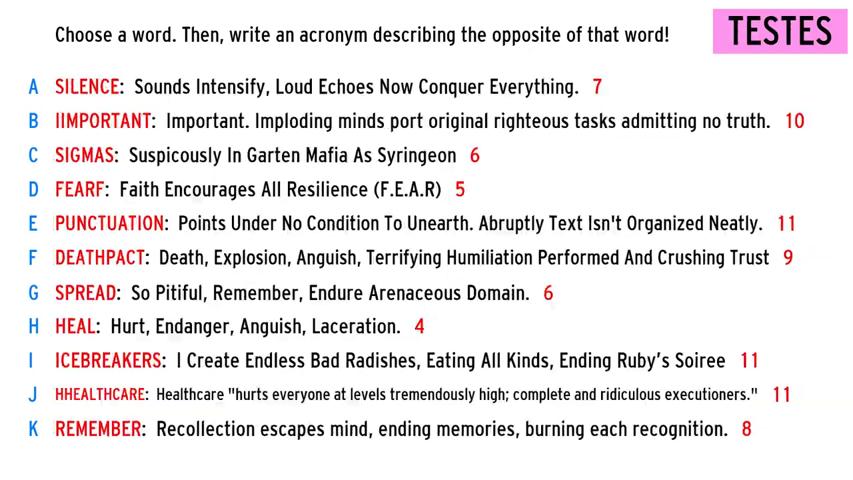 Choose a word. Then, write an acronym describing the opposite of that word!
TESTES
A SILENCE: Sounds Intensify, Loud Echoes Now Conquer Everything. 7
B IIMPORTANT: Important. Imploding minds port original righteous tasks admitting no truth. 10
C SIGMAS: Suspicously In Garten Mafia As Syringeon 6
D FEARF: Faith Encourages All Resilience (F.E.A.R) 5
E PUNCTUATION: Points Under No Condition To Unearth. Abruptly Text Isn't Organized Neatly. 11
F DEATHPACT: Death, Explosion, Anguish, Terrifying Humiliation Performed And Crushing Trust 9
G SPREAD: So Pitiful, Remember, Endure Arenaceous Domain. 6
H HEAL: Hurt, Endanger, Anguish, Laceration. 4
I ICEBREAKERS: I Create Endless Bad Radishes, Eating All Kinds, Ending Ruby's Soiree 11
J HHEALTHCARE: Healthcare "hurts everyone at levels tremendously high; complete and ridiculous executioners." 11
K REMEMBER: Recollection escapes mind, ending memories, burning each recognition. 8